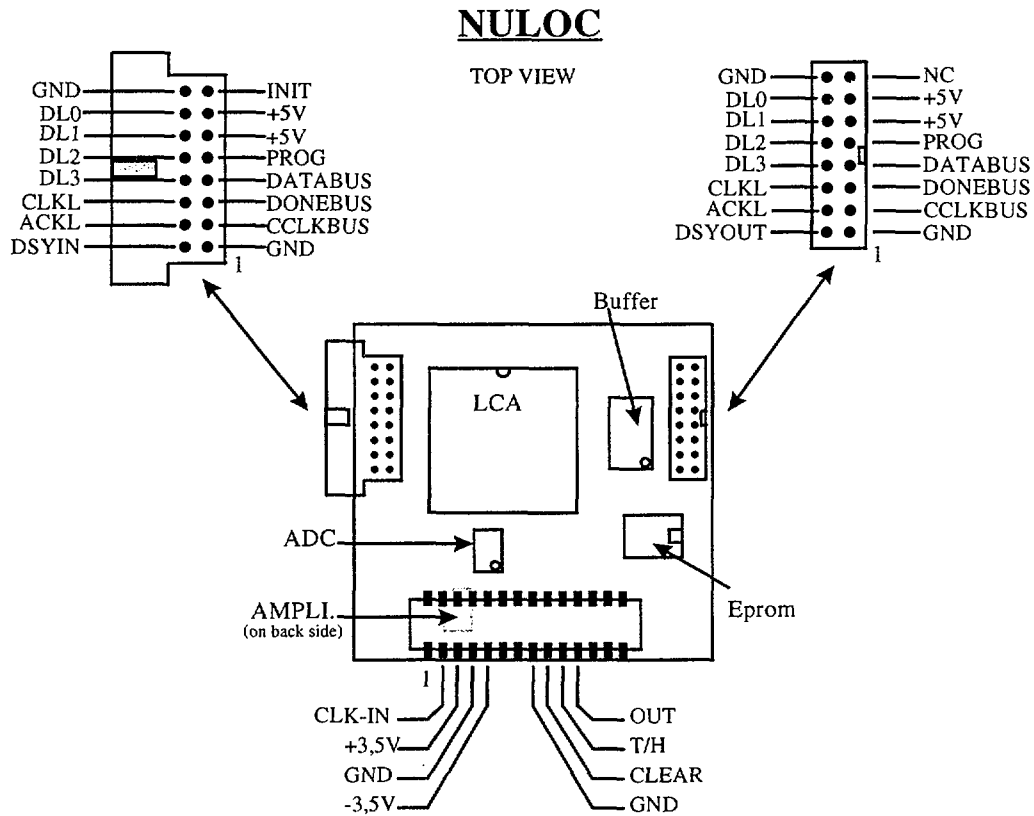 NULOC
TOP VIEW
GND INIT
DL0 +5V
DL1 +5V
DL2 PROG
DL3 DATABUS
CLKL DONEBUS
ACKL CCLKBUS
DSYIN GND
1
GND NC
DL0 +5V
DL1 +5V
DL2 PROG
DL3 DATABUS
CLKL DONEBUS
ACKL CCLKBUS
DSYOUT GND
1
Buffer
LCA
ADC
Eprom
AMPLI.
(on back side)
1
CLK-IN OUT
+3,5V T/H
GND CLEAR
-3,5V GND